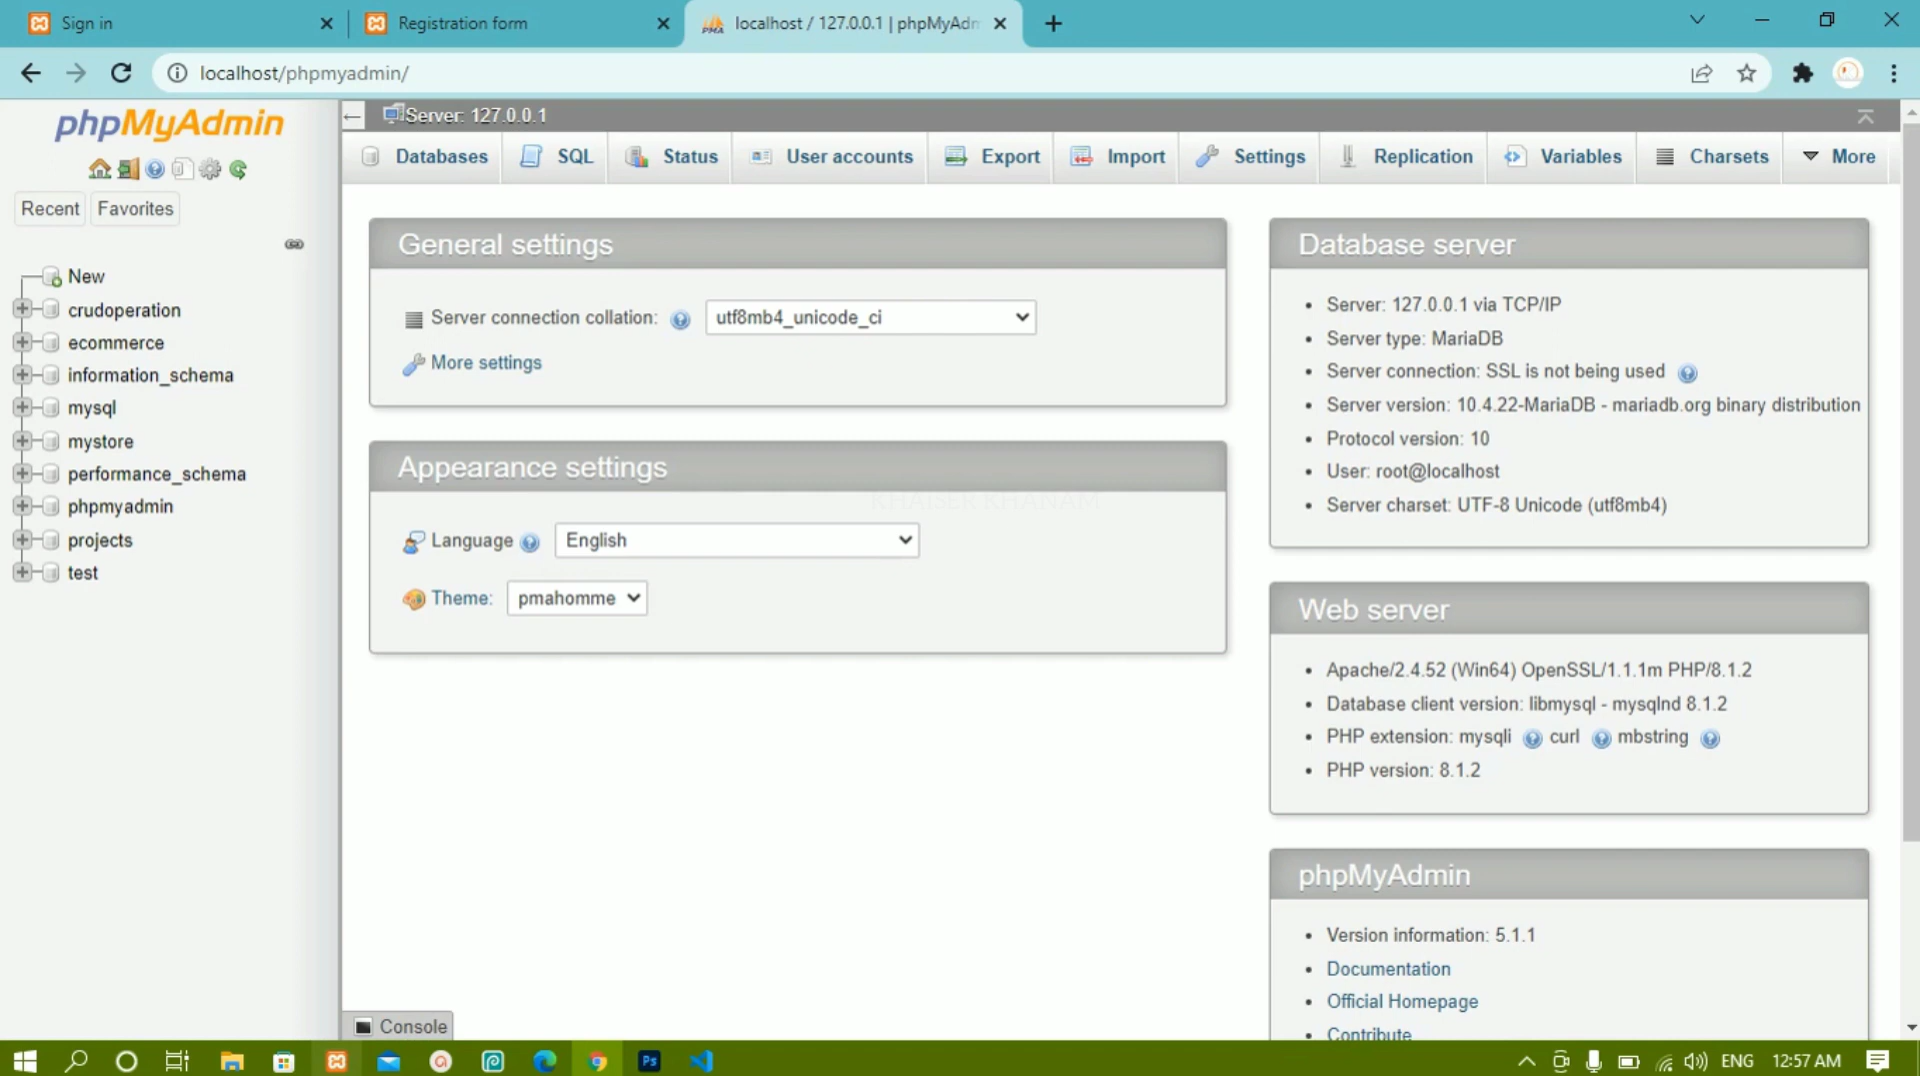 Sign in
Registration form
localhost / 127.0.0.1 | phpMyAdm
localhost/phpmyadmin/
phpMyAdmin
Recent Favorites
New
crudoperation
ecommerce
information_schema
mysql
mystore
performance_schema
phpmyadmin
projects
test
Server: 127.0.0.1
Databases SQL Status User accounts Export Import Settings Replication Variables Charsets More
General settings
Server connection collation: utf8mb4_unicode_ci
More settings
Appearance settings
KHAISER KHANAM
Language English
Theme: pmahomme
Database server
Server: 127.0.0.1 via TCP/IP
Server type: MariaDB
Server connection: SSL is not being used
Server version: 10.4.22-MariaDB - mariadb.org binary distribution
Protocol version: 10
User: root@localhost
Server charset: UTF-8 Unicode (utf8mb4)
Web server
Apache/2.4.52 (Win64) OpenSSL/1.1.1m PHP/8.1.2
Database client version: libmysql - mysqlnd 8.1.2
PHP extension: mysqli curl mbstring
PHP version: 8.1.2
phpMyAdmin
Version information: 5.1.1
Documentation
Official Homepage
Contribute
Console
ENG 12:57 AM